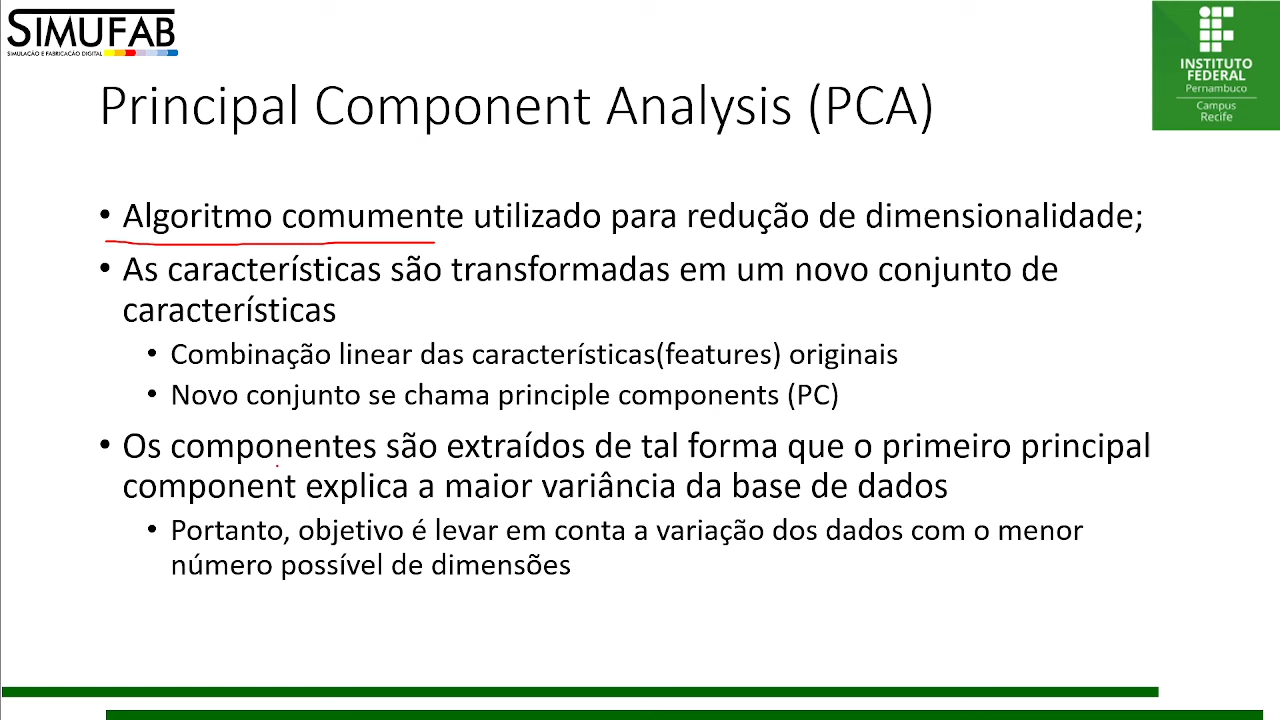 SIMUFAB
SIMULAÇÃO E FABRICAÇÃO DIGITAL
INSTITUTO
FEDERAL
Pernambuco
Campus
Recife
Principal Component Analysis (PCA)
• Algoritmo comumente utilizado para redução de dimensionalidade;
• As características são transformadas em um novo conjunto de
características
• Combinação linear das características(features) originais
• Novo conjunto se chama principle components (PC)
• Os componentes são extraídos de tal forma que o primeiro principal
component explica a maior variância da base de dados
• Portanto, objetivo é levar em conta a variação dos dados com o menor
número possível de dimensões